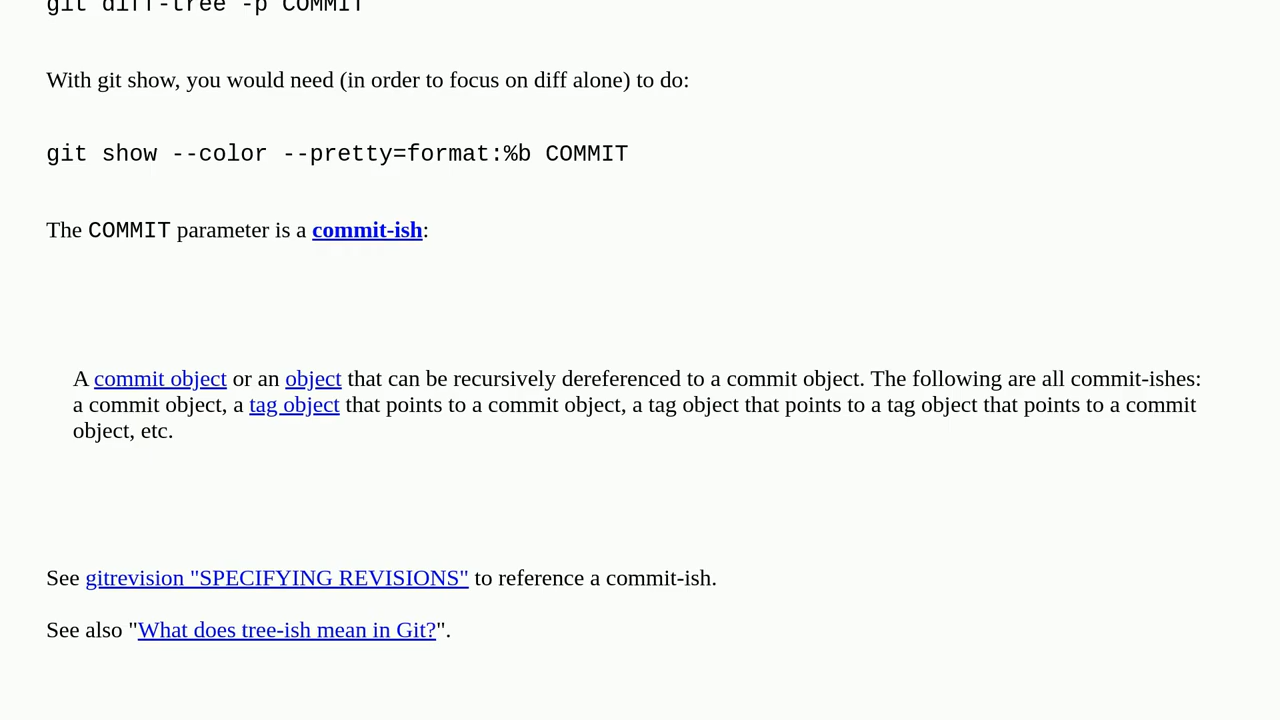 git diff-tree -p COMMIT
With git show, you would need (in order to focus on diff alone) to do:
git show --color --pretty=format:%b COMMIT
The COMMIT parameter is a commit-ish:
A commit object or an object that can be recursively dereferenced to a commit object. The following are all commit-ishes:
a commit object, a tag object that points to a commit object, a tag object that points to a tag object that points to a commit
object, etc.
See gitrevision "SPECIFYING REVISIONS" to reference a commit-ish.
See also "What does tree-ish mean in Git?".